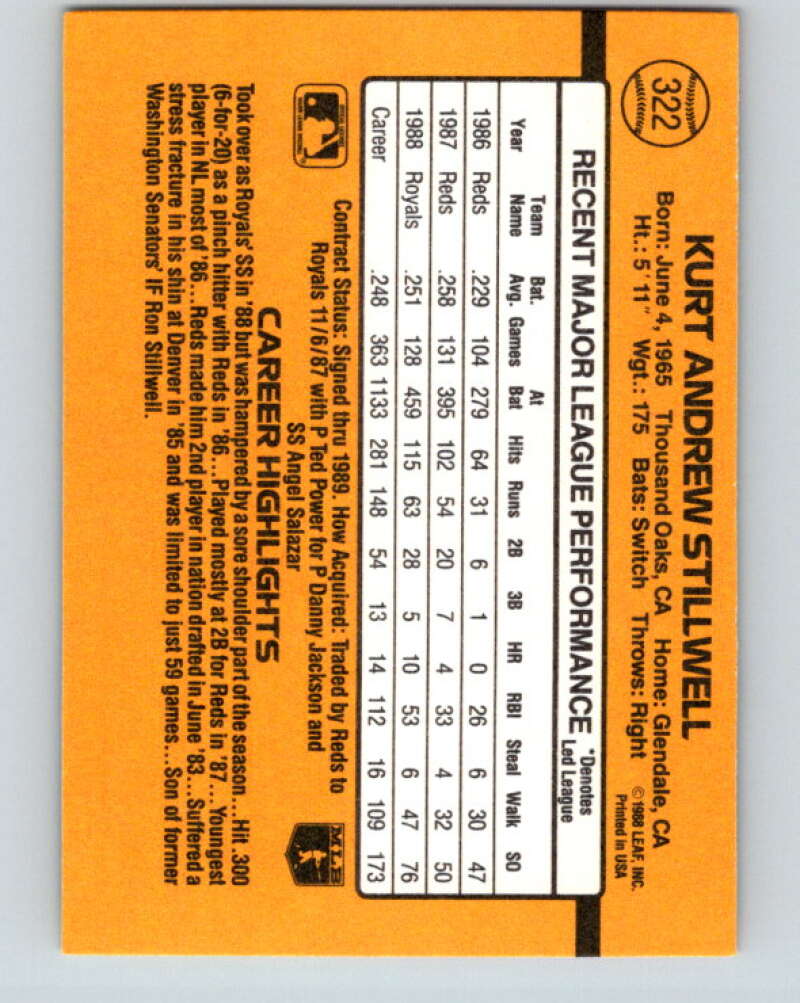 322
KURT ANDREW STILLWELL
Born: June 4, 1965 Thousand Oaks, CA Home: Glendale, CA
Ht.: 5'11" Wgt.: 175 Bats: Switch Throws: Right
©1988 LEAF, INC.
Printed in USA
RECENT MAJOR LEAGUE PERFORMANCE
*Denotes
Led League
Year Team Name Bat. Avg. Games At Bat Hits Runs 2B 3B HR RBI Steal Walk SO
1986 Reds .229 104 279 64 31 6 1 0 26 6 30 47
1987 Reds .258 131 395 102 54 20 7 4 33 4 32 50
1988 Royals .251 128 459 115 63 28 5 10 53 6 47 76
Career .248 363 1133 281 148 54 13 14 112 16 109 173
Contract Status: Signed thru 1989. How Acquired: Traded by Reds to
Royals 11/6/87 with P Ted Power for P Danny Jackson and
SS Angel Salazar
MLB
CAREER HIGHLIGHTS
Took over as Royals' SS in '88 but was hampered by a sore shoulder part of the season...Hit .300
(6-for-20) as a pinch hitter with Reds in '86...Played mostly at 2B for Reds in '87...Youngest
player in NL most of '86...Reds made him 2nd player in nation drafted in June '83...Suffered a
stress fracture in his shin at Denver in '85 and was limited to just 59 games...Son of former
Washington Senators' IF Ron Stillwell.